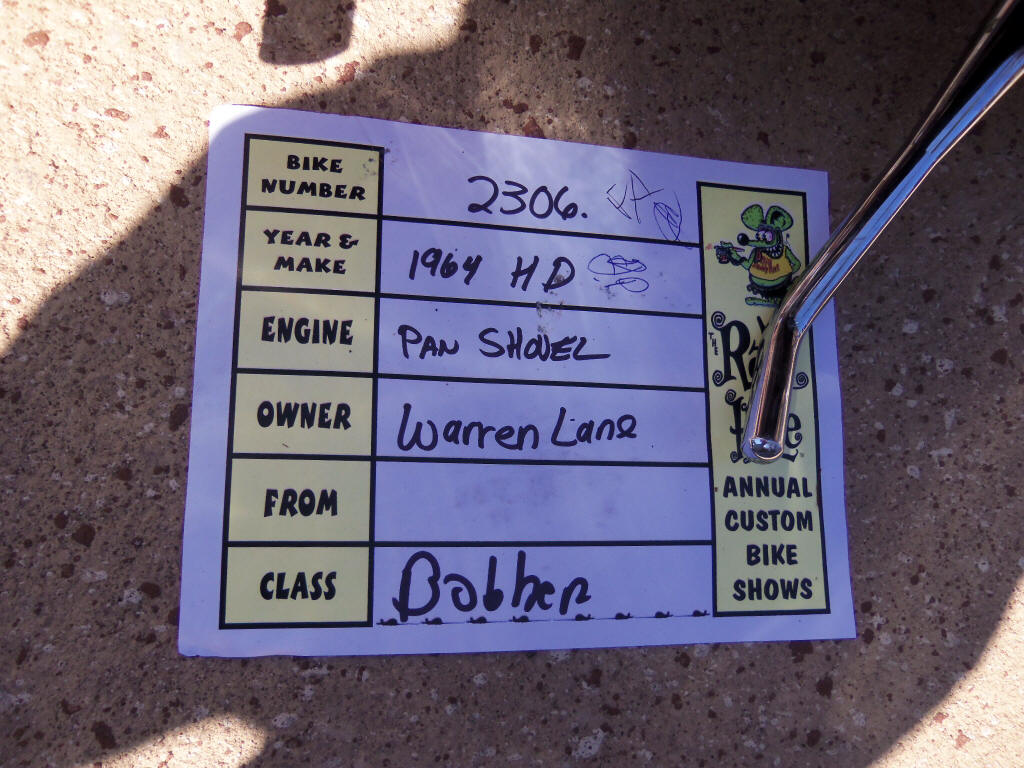 BIKE NUMBER 2306.
YEAR & MAKE 1964 HD
ENGINE PAN SHOVEL
OWNER Warren Lane
FROM
CLASS Bobber
THE
ANNUAL
CUSTOM
BIKE
SHOWS